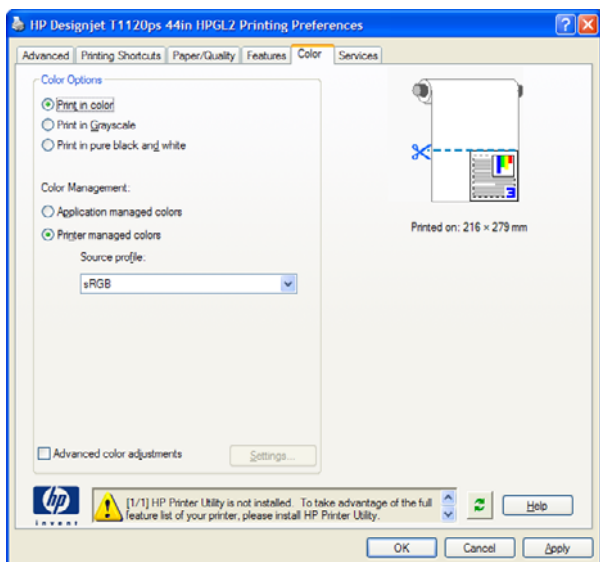 HP Designjet T1120ps 44in HPGL2 Printing Preferences
Advanced Printing Shortcuts Paper/Quality Features Color Services
Color Options
Print in color
Print in Grayscale
Print in pure black and white
Color Management:
Application managed colors
Printer managed colors
Source profile:
sRGB
Advanced color adjustments
Settings...
3
Printed on: 216 × 279 mm
hp
invent
[1/1] HP Printer Utility is not installed. To take advantage of the full
feature list of your printer, please install HP Printer Utility.
Help
OK Cancel Apply